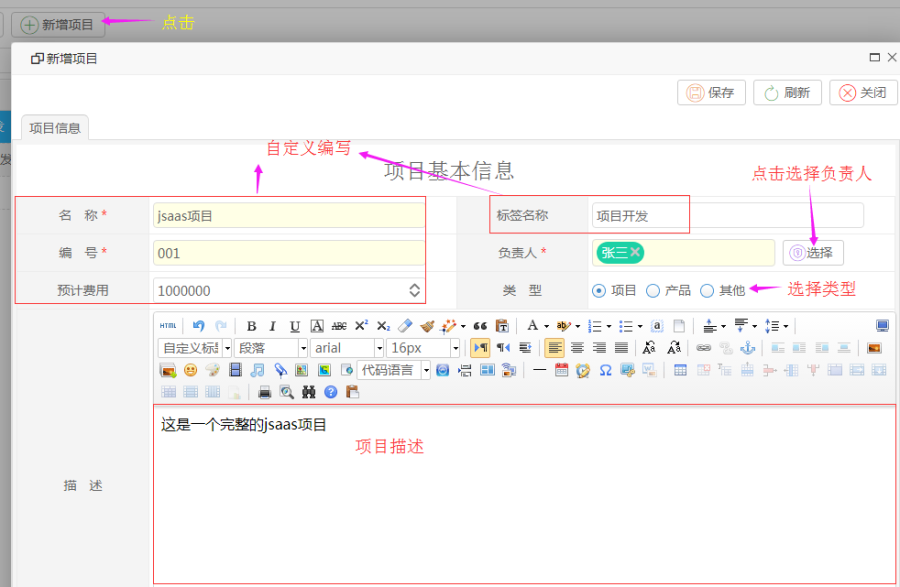 新增项目 点击
新增项目
保存 刷新 关闭
项目信息
自定义编写
项目基本信息
点击选择负责人
名 称* jsaas项目 标签名称 项目开发
编 号* 001 负责人* 张三 选择
预计费用 1000000 类 型 项目 产品 其他 选择类型
HTML B I U A ABC X² X₂ A ab a
自定义标 段落 arial 16px
代码语言
这是一个完整的jsaas项目
项目描述
描 述